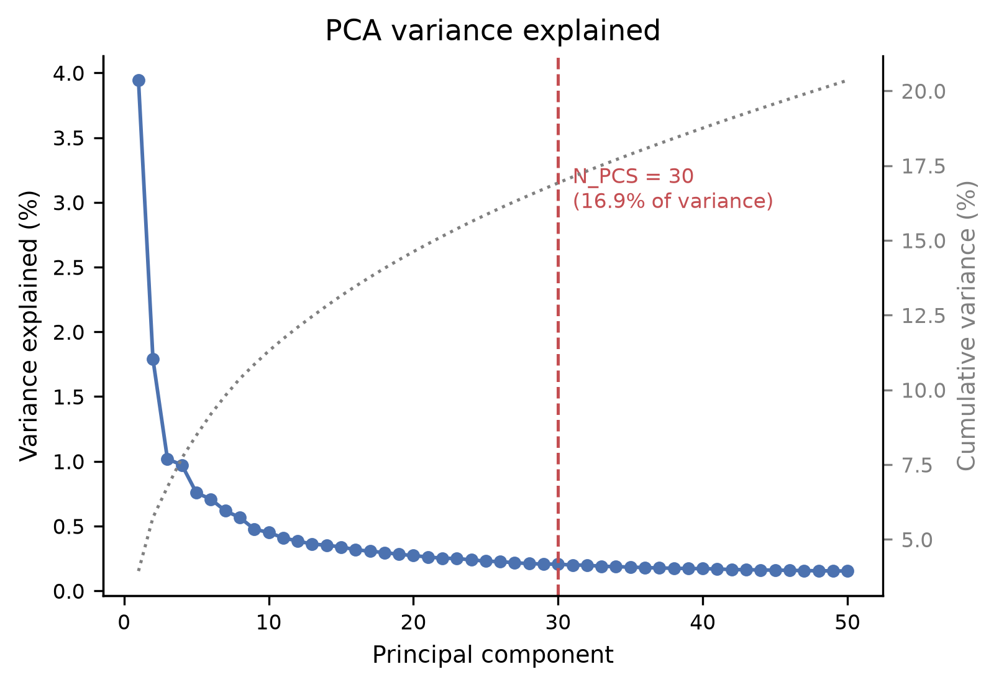 PCA variance explained
4.0
3.5
3.0
2.5
2.0
1.5
1.0
0.5
0.0
Variance explained (%)
N_PCS = 30
(16.9% of variance)
20.0
17.5
15.0
12.5
10.0
7.5
5.0
Cumulative variance (%)
0 10 20 30 40 50
Principal component